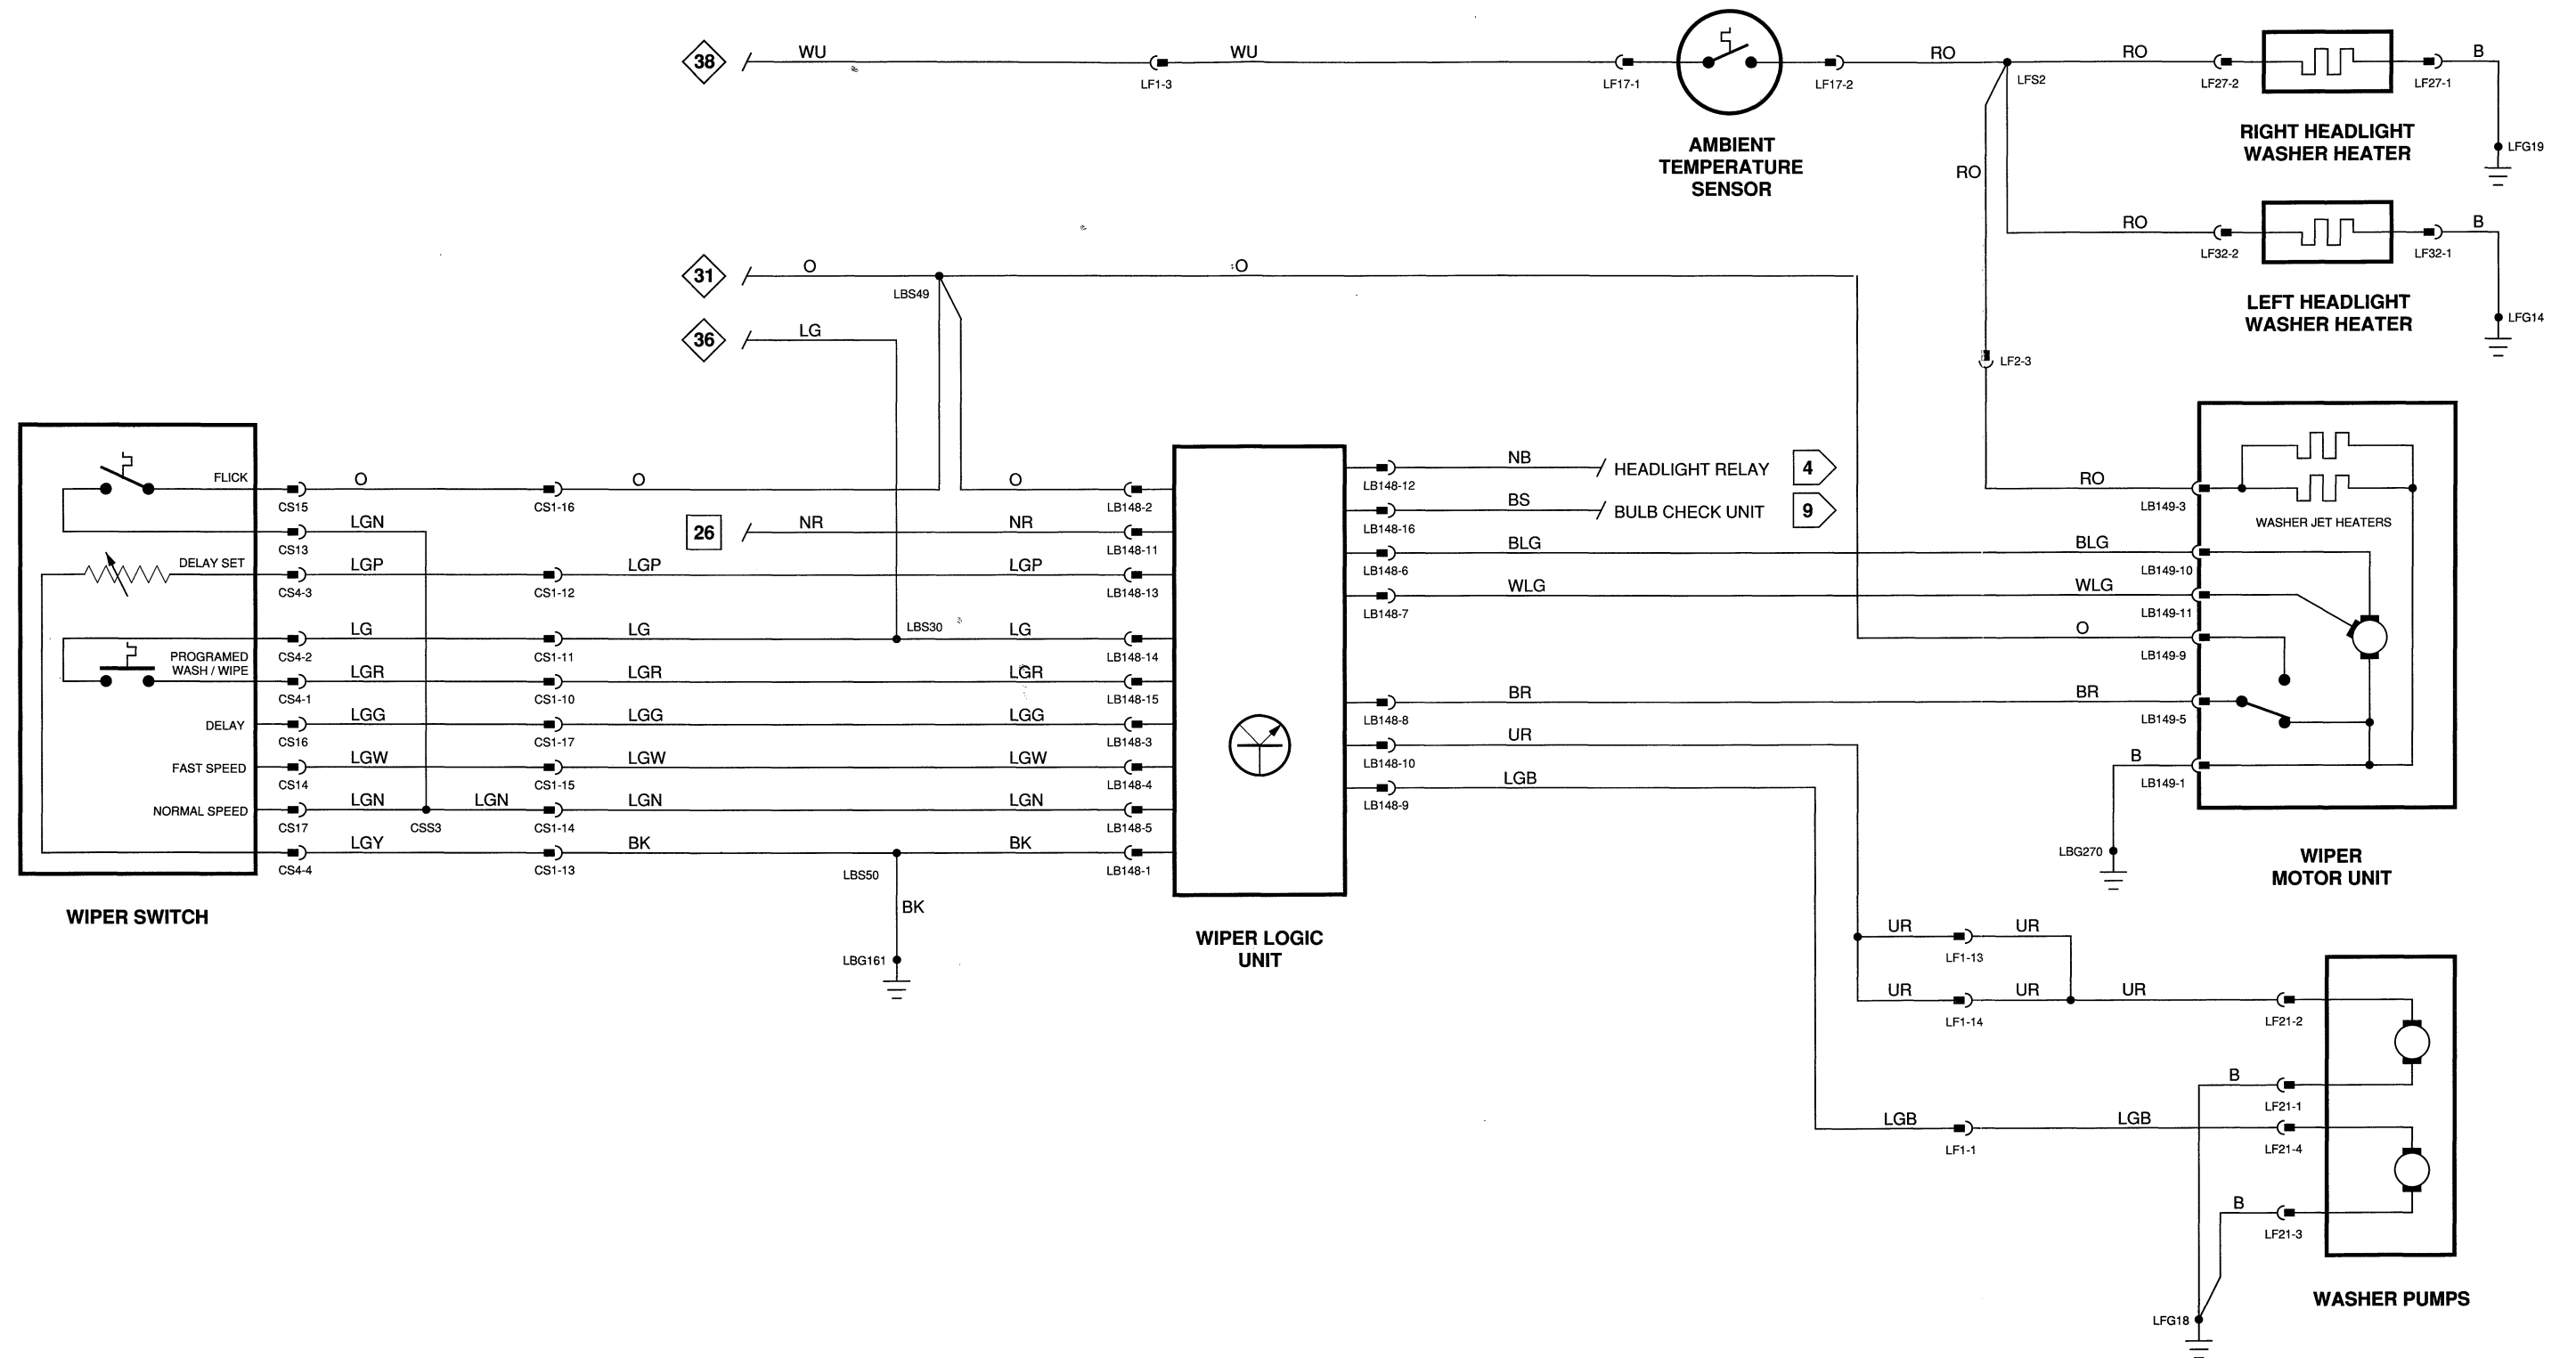 38 WU WU RO RO B
LF1-3 LF17-1 LF17-2 LFS2 LF27-2 LF27-1
AMBIENT
TEMPERATURE
SENSOR
RIGHT HEADLIGHT
WASHER HEATER
LFG19
RO
RO B
LF32-2 LF32-1
LEFT HEADLIGHT
WASHER HEATER
LFG14
31 O O
LBS49
36 LG
LF2-3
FLICK O O O
CS15 CS1-16 LB148-2
LGN
CS13
26 NR NR
LB148-11
DELAY SET LGP LGP LGP
CS4-3 CS1-12 LB148-13
LG LG LBS30 LG
CS4-2 CS1-11 LB148-14
PROGRAMED
WASH / WIPE
LGR LGR LGR
CS4-1 CS1-10 LB148-15
DELAY LGG LGG LGG
CS16 CS1-17 LB148-3
FAST SPEED LGW LGW LGW
CS14 CS1-15 LB148-4
NORMAL SPEED LGN LGN LGN LGN
CS17 CSS3 CS1-14 LB148-5
LGY BK BK
CS4-4 CS1-13 LBS50 LB148-1
BK
LBG161
WIPER SWITCH
WIPER LOGIC
UNIT
NB HEADLIGHT RELAY 4
LB148-12
BS BULB CHECK UNIT 9
LB148-16
BLG BLG
LB148-6 LB149-10
WLG WLG
LB148-7 LB149-11
RO
LB149-3
WASHER JET HEATERS
O
LB149-9
BR BR
LB148-8 LB149-5
UR
LB148-10
LGB
LB148-9
B
LB149-1
LBG270
WIPER
MOTOR UNIT
UR UR
LF1-13
UR UR UR
LF1-14 LF21-2
B
LF21-1
LGB LGB
LF1-1 LF21-4
B
LF21-3
WASHER PUMPS
LFG18